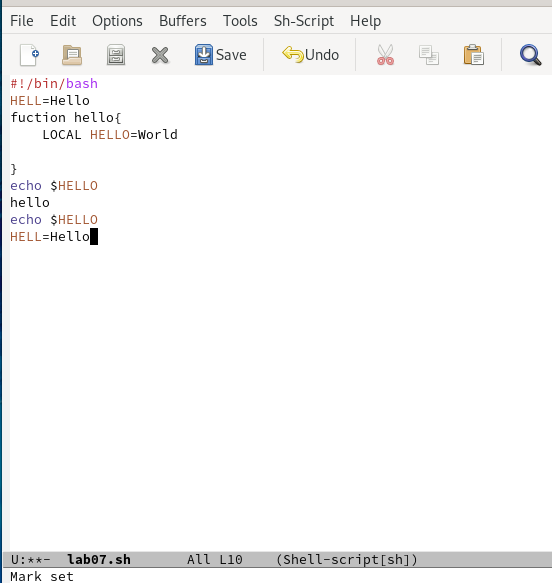 File Edit Options Buffers Tools Sh-Script Help
Save Undo
#!/bin/bash
HELL=Hello
fuction hello{
    LOCAL HELLO=World
}
echo $HELLO
hello
echo $HELLO
HELL=Hello
U:**-  lab07.sh       All L10    (Shell-script[sh])
Mark set